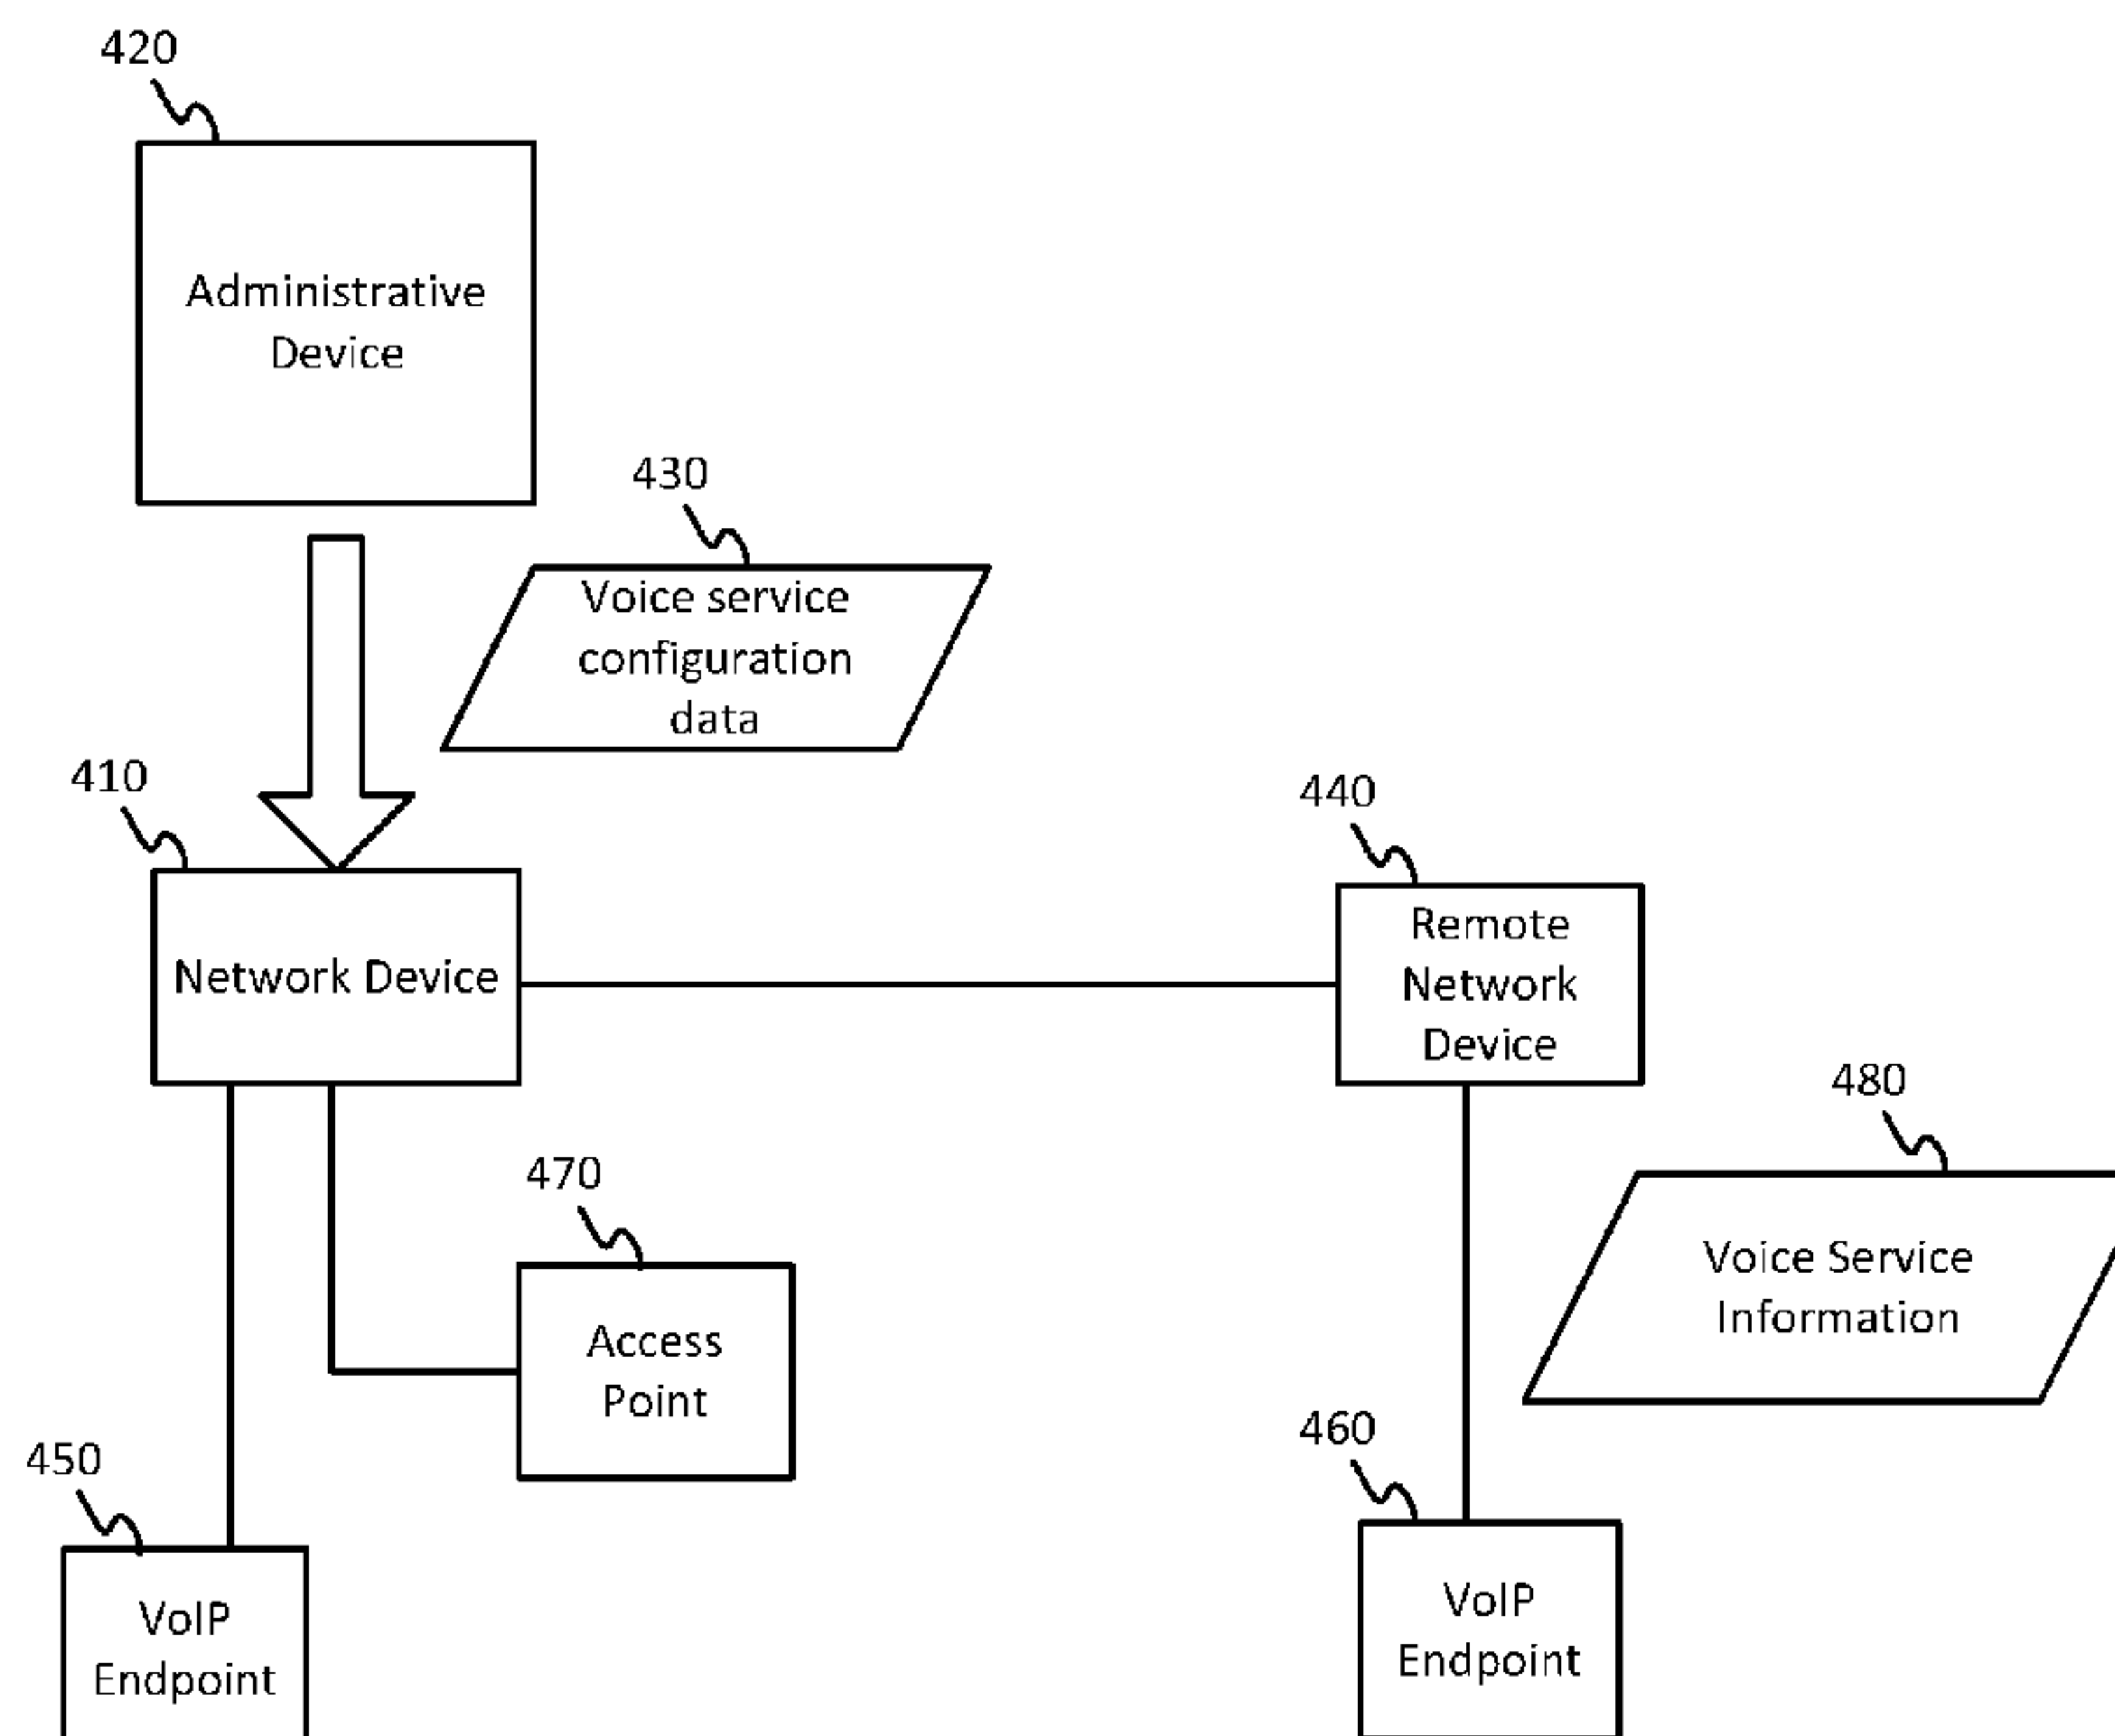 420
Administrative
Device
430
Voice service
configuration
data
410
Network Device
440
Remote
Network
Device
480
Voice Service
Information
470
Access
Point
450
VoIP
Endpoint
460
VoIP
Endpoint